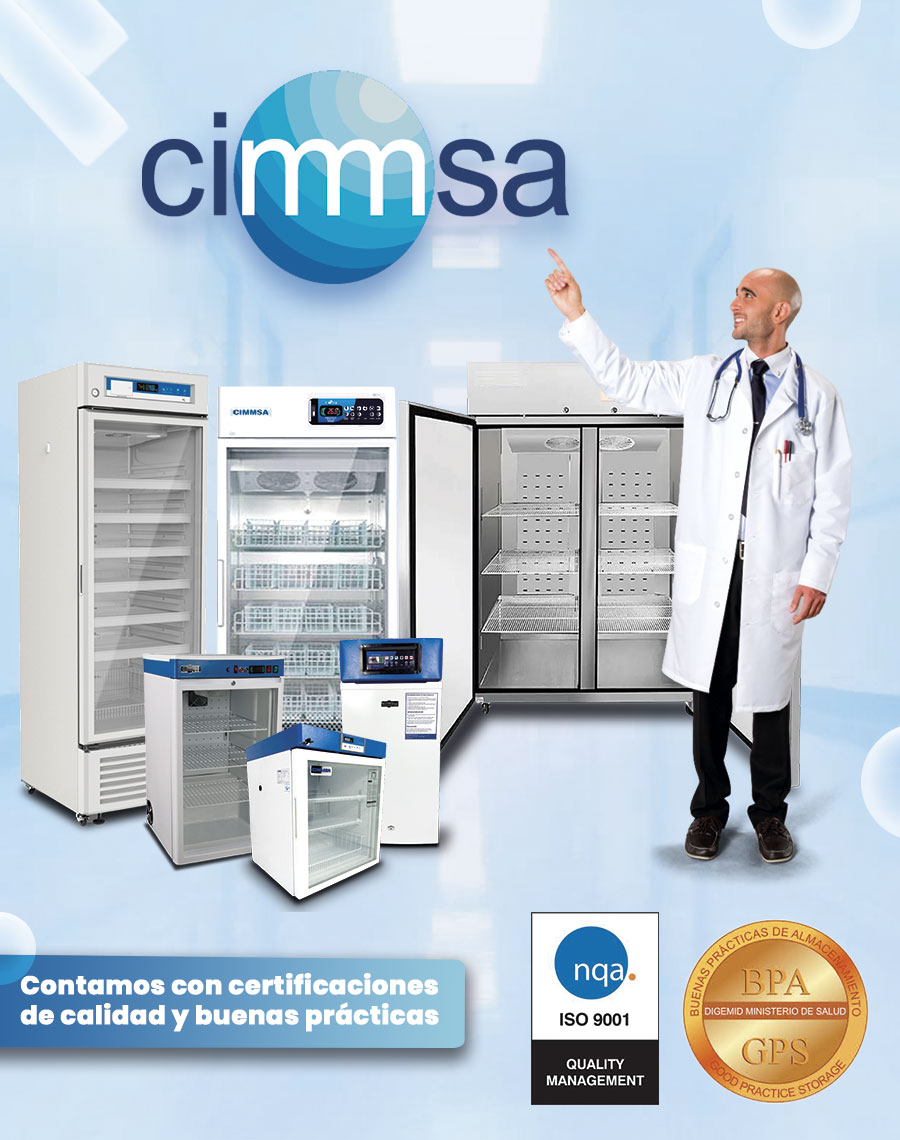 cimmsa
CIMMSA
Contamos con certificaciones
de calidad y buenas prácticas
nqa.
ISO 9001
QUALITY
MANAGEMENT
BUENAS PRÁCTICAS DE ALMACENAMIENTO
BPA
DIGEMID MINISTERIO DE SALUD
GPS
GOOD PRACTICE STORAGE